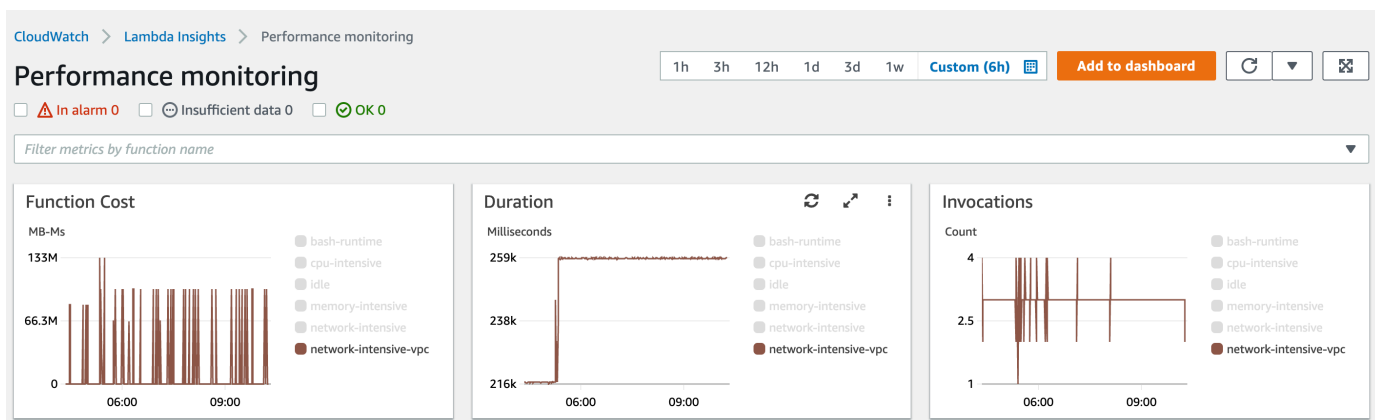 CloudWatch > Lambda Insights > Performance monitoring
Performance monitoring
1h 3h 12h 1d 3d 1w Custom (6h) Add to dashboard
In alarm 0 Insufficient data 0 OK 0
Filter metrics by function name
Function Cost
MB-Ms
133M
66.3M
0
06:00 09:00
bash-runtime
cpu-intensive
idle
memory-intensive
network-intensive
network-intensive-vpc
Duration
Milliseconds
259k
238k
216k
06:00 09:00
bash-runtime
cpu-intensive
idle
memory-intensive
network-intensive
network-intensive-vpc
Invocations
Count
4
2.5
1
06:00 09:00
bash-runtime
cpu-intensive
idle
memory-intensive
network-intensive
network-intensive-vpc